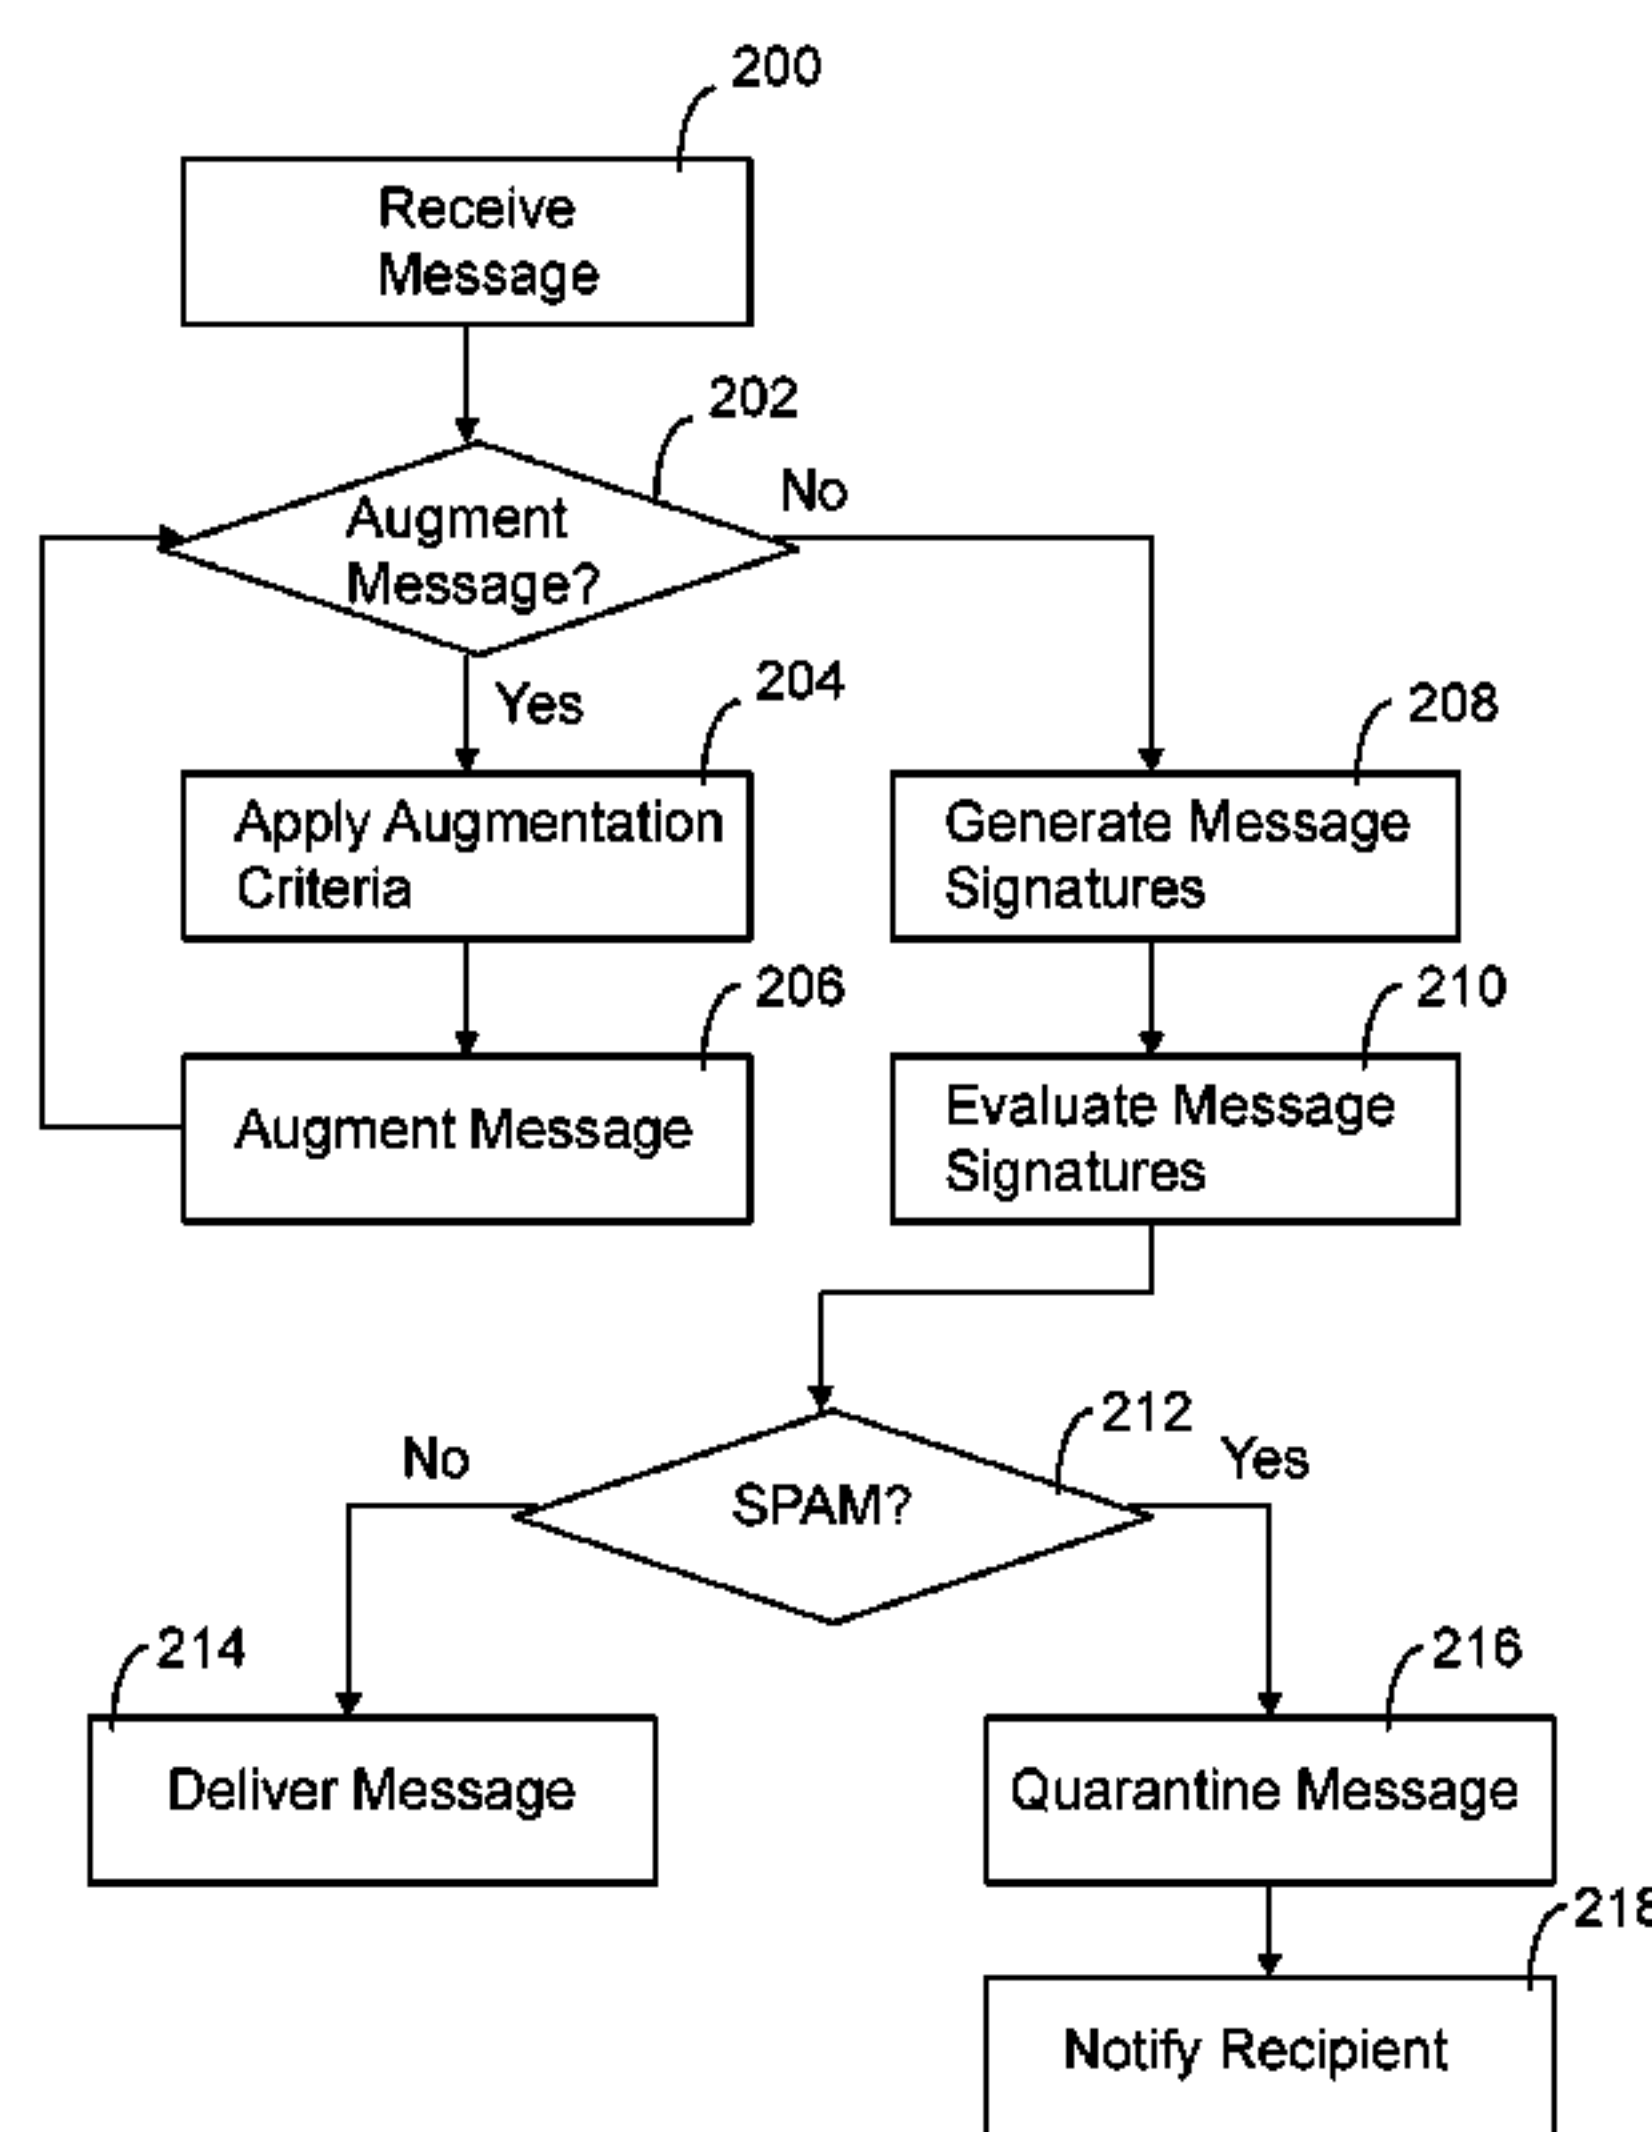 200
Receive
Message
202
No
Augment
Message?
Yes
204
208
Apply Augmentation
Criteria
Generate Message
Signatures
206
210
Augment Message
Evaluate Message
Signatures
212
No
Yes
SPAM?
214
216
Deliver Message
Quarantine Message
218
Notify Recipient